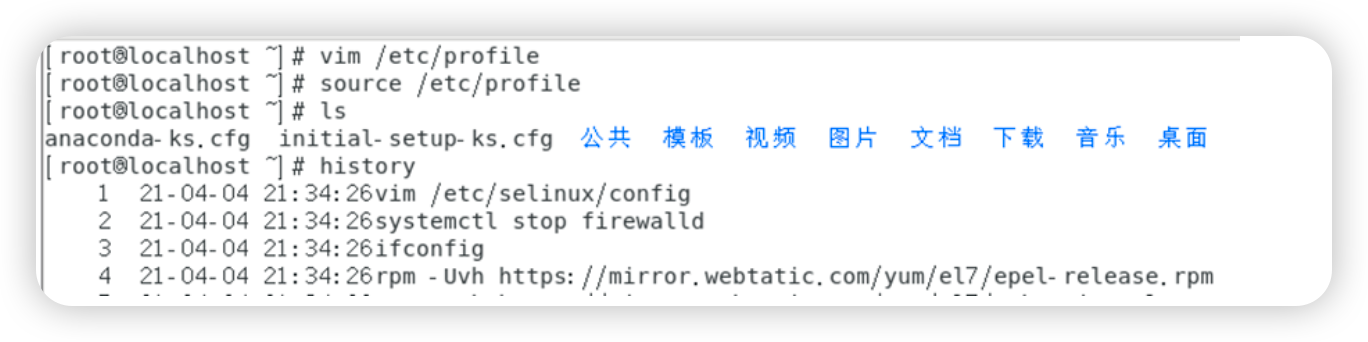 [root@localhost ~]# vim /etc/profile
[root@localhost ~]# source /etc/profile
[root@localhost ~]# ls
anaconda-ks.cfg  initial-setup-ks.cfg  公共  模板  视频  图片  文档  下载  音乐  桌面
[root@localhost ~]# history
1  21-04-04 21:34:26vim /etc/selinux/config
2  21-04-04 21:34:26systemctl stop firewalld
3  21-04-04 21:34:26ifconfig
4  21-04-04 21:34:26rpm -Uvh https://mirror.webtatic.com/yum/el7/epel-release.rpm